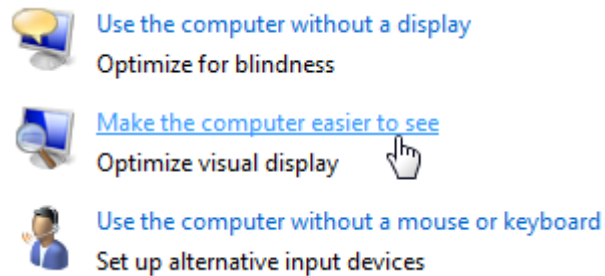 Use the computer without a display
Optimize for blindness
Make the computer easier to see
Optimize visual display
Use the computer without a mouse or keyboard
Set up alternative input devices